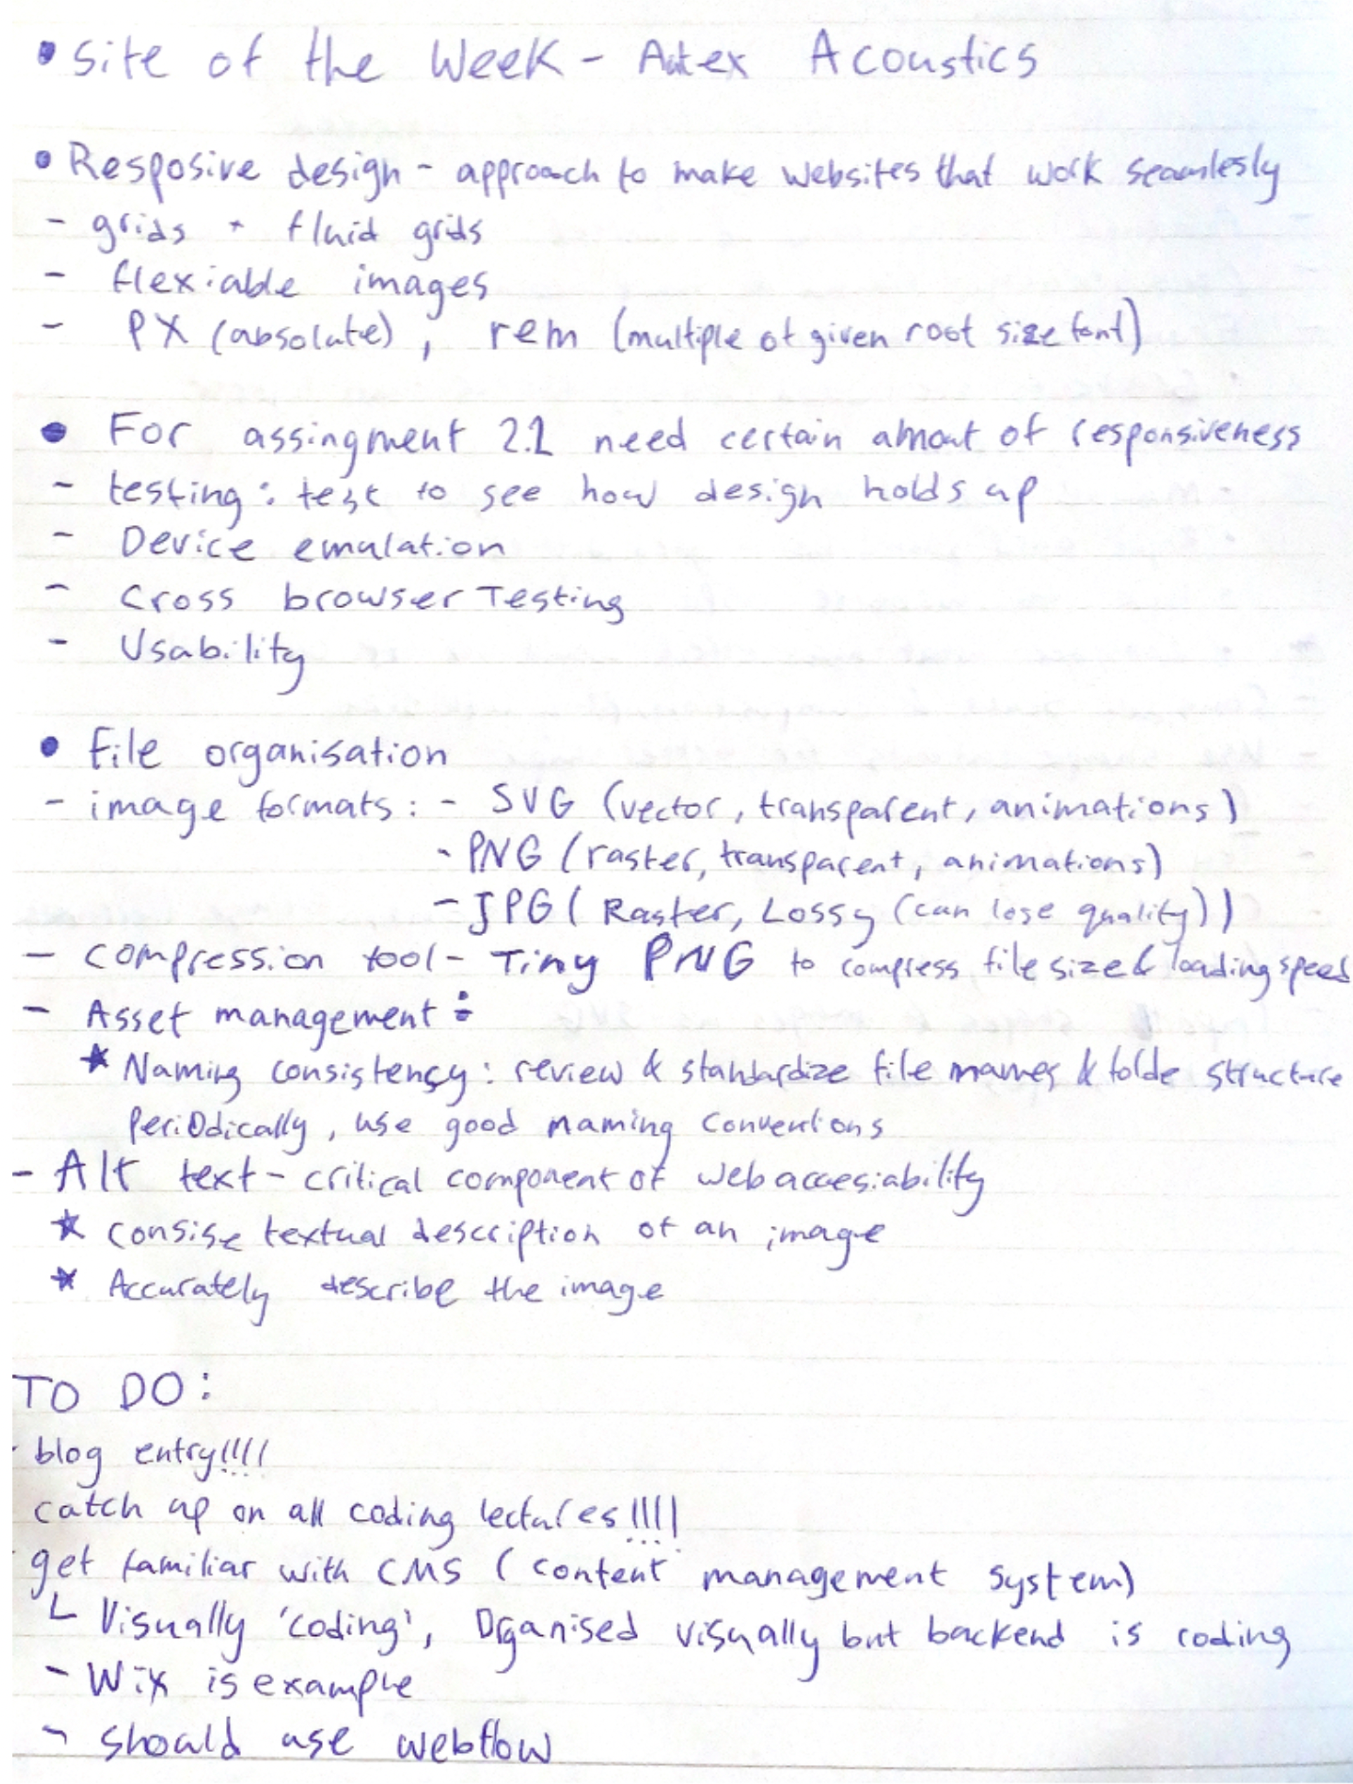 • Site of the Week - Autex Acoustics
• Resposive design - approach to make websites that work seamlesly
- grids + fluid grids
- flexiable images
- PX (absolute), rem (multiple of given root size font)
• For assingment 2.1 need certain amount of responsiveness
- testing: test to see how design holds up
- Device emulation
- Cross browser Testing
- Usability
• File organisation
- image formats: - SVG (vector, transparent, animations)
- PNG (raster, transparent, animations)
- JPG (Raster, Lossy (can lose quality))
- compression tool - Tiny PNG to compress file size & loading speed
- Asset management:
* Naming consistency: review & standardize file names & folde structure
Periodically, use good naming conventions
- Alt text - critical component of web accesiability
* Consise textual description of an image
* Accurately describe the image
TO DO:
- blog entry!!!!
catch up on all coding lectures!!!!
- get familiar with CMS (content management system)
└ Visually 'coding', Organised visually but backend is coding
- Wix is example
- should use webflow